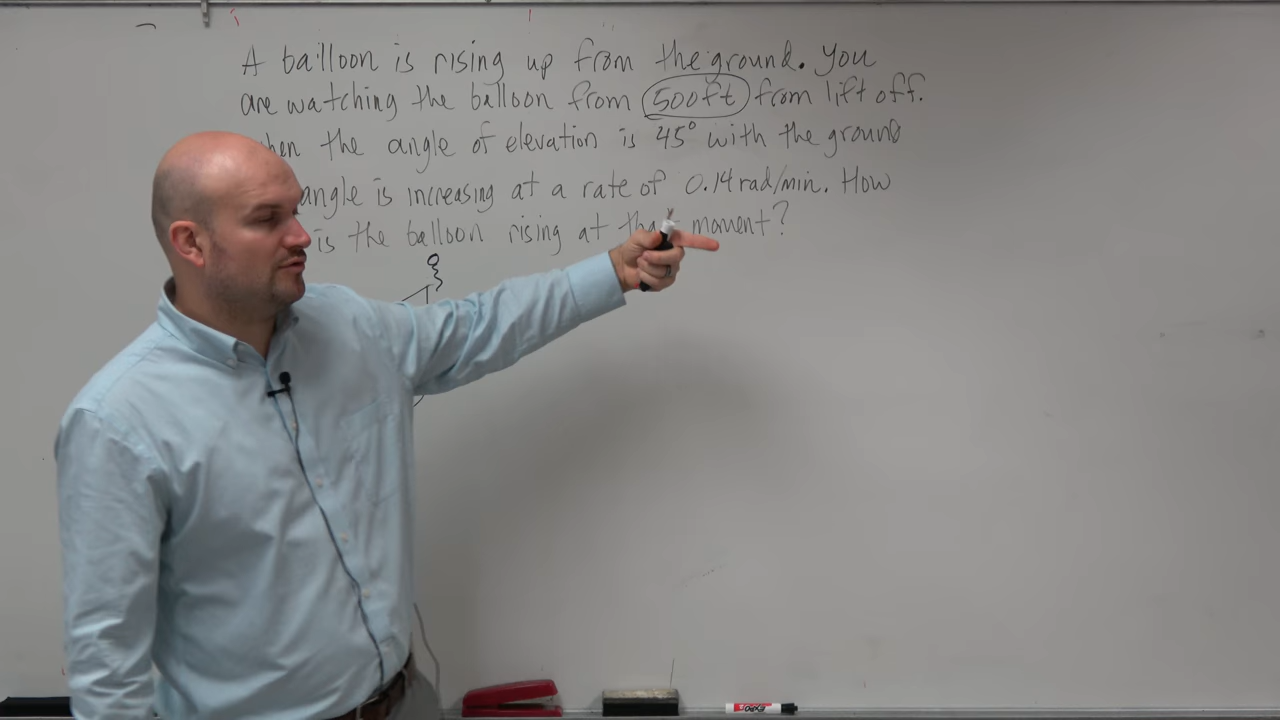 A balloon is rising up from the ground. You
are watching the balloon from 500ft from lift off.
the angle of elevation is 45° with the ground
angle is increasing at a rate of 0.14 rad/min. How
is the balloon rising at that moment?
EXPO